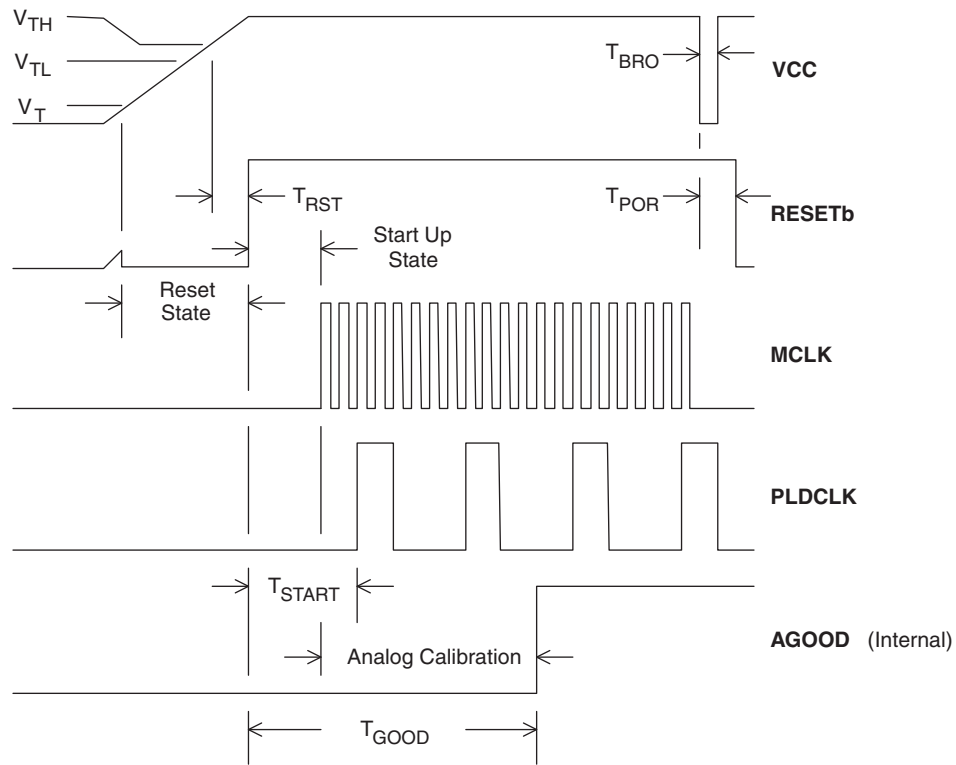 VTH
VTL
VT
TBRO
VCC
TRST
TPOR
RESETb
Start Up
State
Reset
State
MCLK
PLDCLK
TSTART
Analog Calibration
AGOOD (Internal)
TGOOD